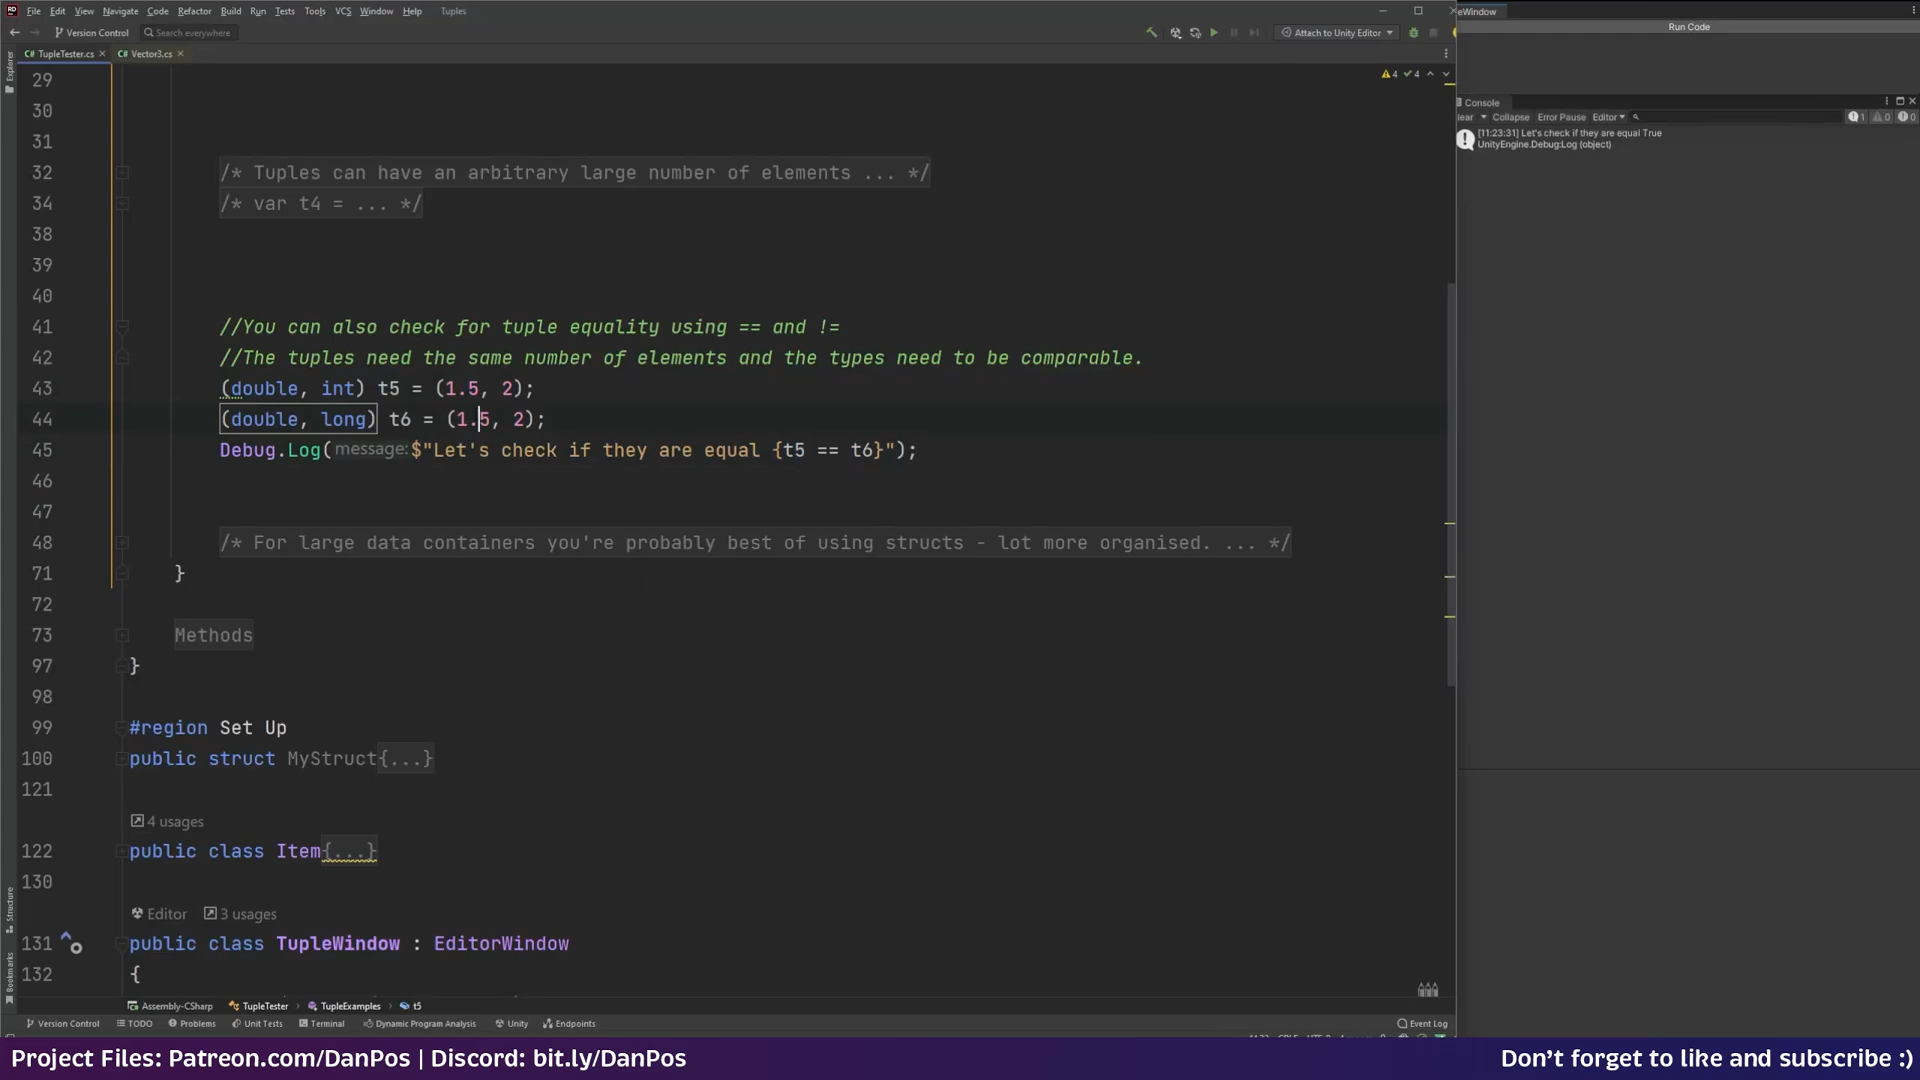 File Edit View Navigate Code Refactor Build Run Tests Tools VCS Window Help Tuples
Version Control Search everywhere Attach to Unity Editor
TupleTester.cs Vector3.cs
Explorer
4 4
29
30
31
32 /* Tuples can have an arbitrary large number of elements ... */
34 /* var t4 = ... */
38
39
40
41 //You can also check for tuple equality using == and !=
42 //The tuples need the same number of elements and the types need to be comparable.
43 (double, int) t5 = (1.5, 2);
44 (double, long) t6 = (1.5, 2);
45 Debug.Log(message:$"Let's check if they are equal {t5 == t6}");
46
47
48 /* For large data containers you're probably best of using structs - lot more organised. ... */
71 }
72
73 Methods
97 }
98
99 #region Set Up
100 public struct MyStruct{...}
121
4 usages
122 public class Item{...}
130
Editor 3 usages
131 public class TupleWindow : EditorWindow
132 {
Structure
Bookmarks
Assembly-CSharp TupleTester TupleExamples t5
Version Control TODO Problems Unit Tests Terminal Dynamic Program Analysis Unity Endpoints Event Log
eWindow
Run Code
Console
lear Collapse Error Pause Editor 1 0 0
[11:23:31] Let's check if they are equal True
UnityEngine.Debug:Log (object)
Project Files: Patreon.com/DanPos | Discord: bit.ly/DanPos
Don't forget to like and subscribe :)